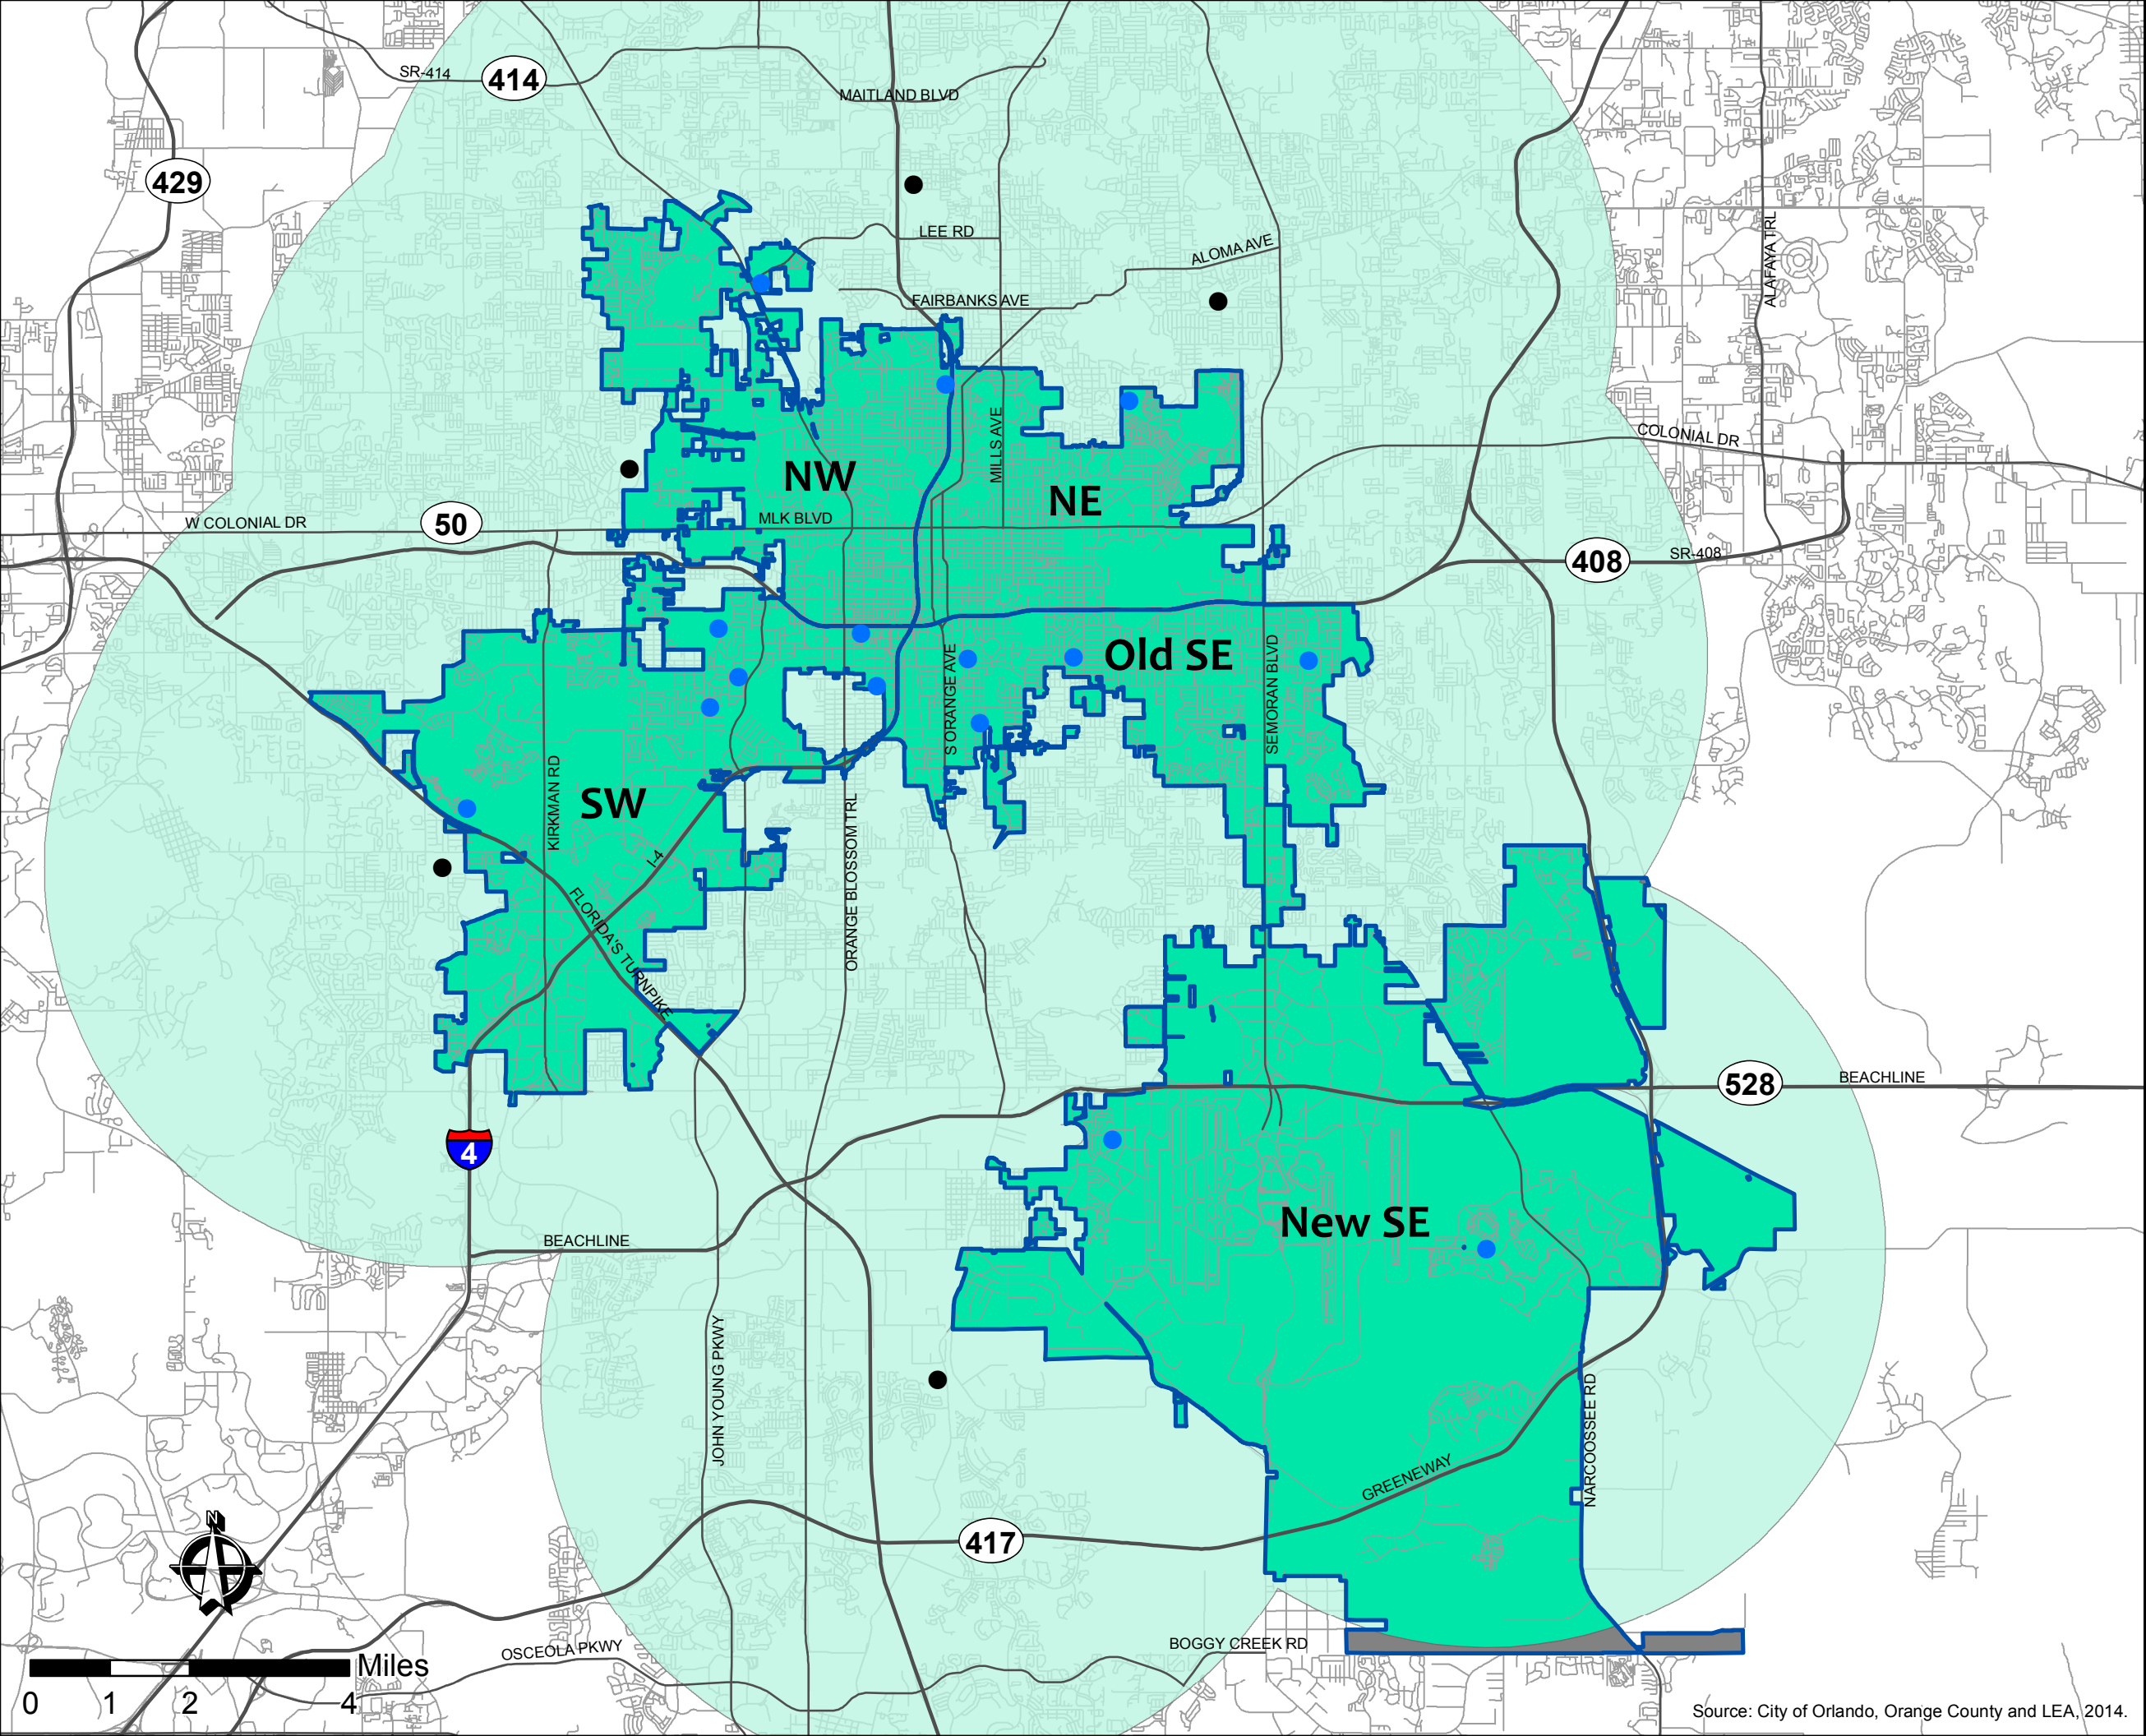 SR-414
414
MAITLAND BLVD
429
LEE RD
ALOMA AVE
ALAFAYA TRL
FAIRBANKS AVE
MILLS AVE
COLONIAL DR
NW
NE
W COLONIAL DR
50
MLK BLVD
408
SR-408
Old SE
S ORANGE AVE
SEMORAN BLVD
KIRKMAN RD
SW
I-4
ORANGE BLOSSOM TRL
FLORIDA'S TURNPIKE
528
BEACHLINE
4
New SE
BEACHLINE
JOHN YOUNG PKWY
NARCOOSSEE RD
GREENEWAY
N
417
OSCEOLA PKWY
BOGGY CREEK RD
Miles
0 1 2 4
Source: City of Orlando, Orange County and LEA, 2014.